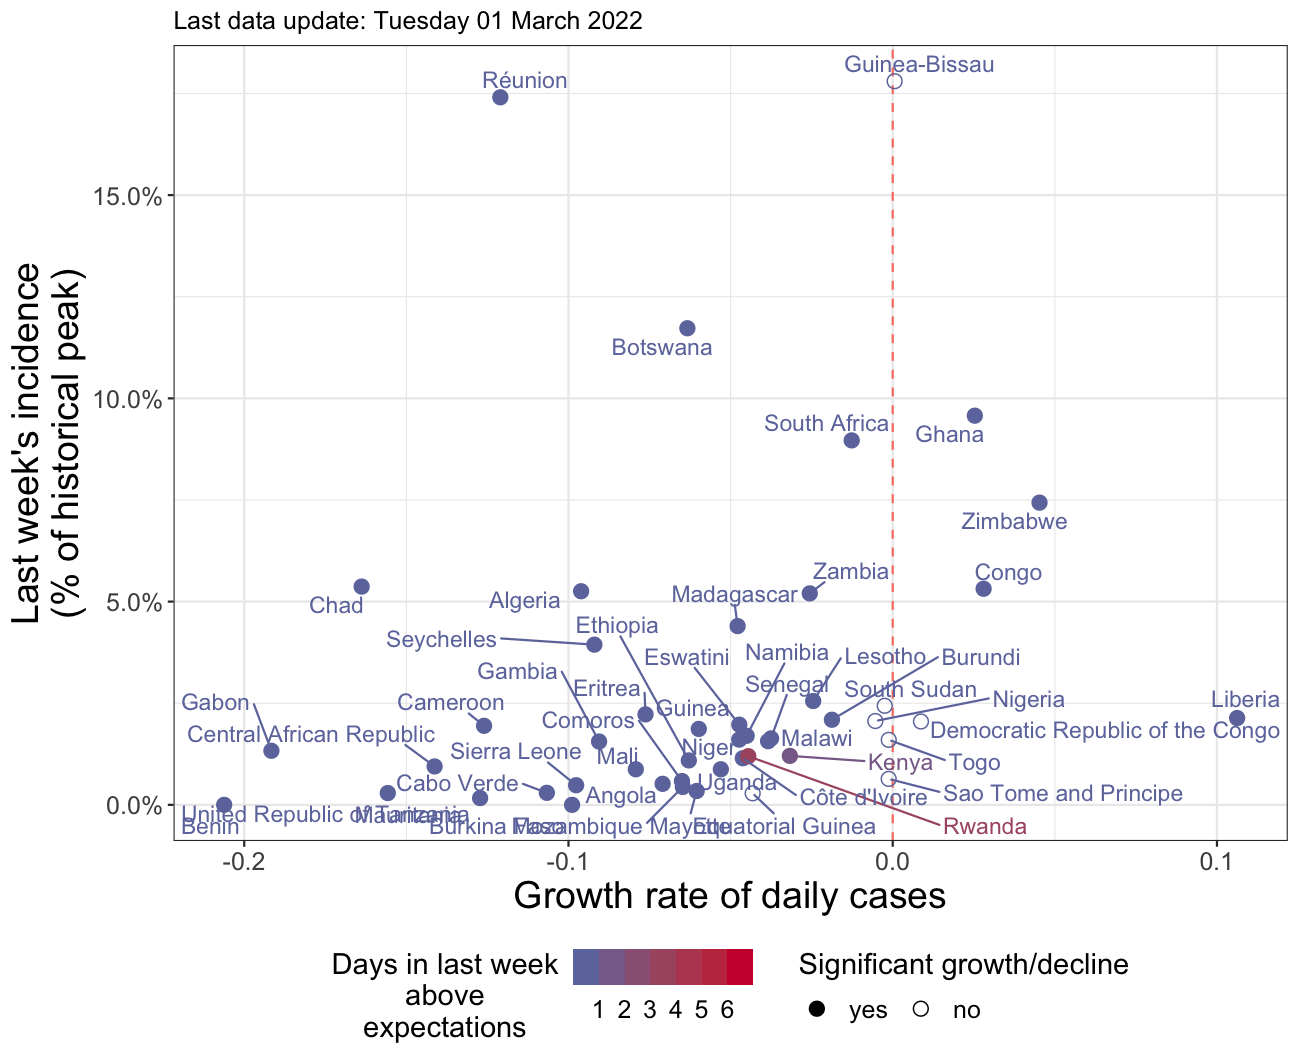 Last data update: Tuesday 01 March 2022
Guinea-Bissau
Réunion
15.0%
Botswana
10.0%
South Africa
Ghana
Zimbabwe
Zambia
Congo
5.0%
Chad
Algeria
Madagascar
Ethiopia
Seychelles
Namibia
Eswatini
Lesotho
Burundi
Gambia
Senegal
South Sudan
Eritrea
Gabon
Cameroon
Guinea
Nigeria
Liberia
Comoros
Central African Republic
Democratic Republic of the Congo
Malawi
Niger
Sierra Leone
Mali
Kenya
Togo
Cabo Verde
Uganda
Angola
Côte d'Ivoire
Sao Tome and Principe
0.0%
United Republic of Tanzania
Mauritania
Benin
Burkina Faso
Mozambique
Mayotte
Equatorial Guinea
Rwanda
-0.2
-0.1
0.0
0.1
Last week's incidence
(% of historical peak)
Growth rate of daily cases
Days in last week
above
expectations
1 2 3 4 5 6
Significant growth/decline
yes
no